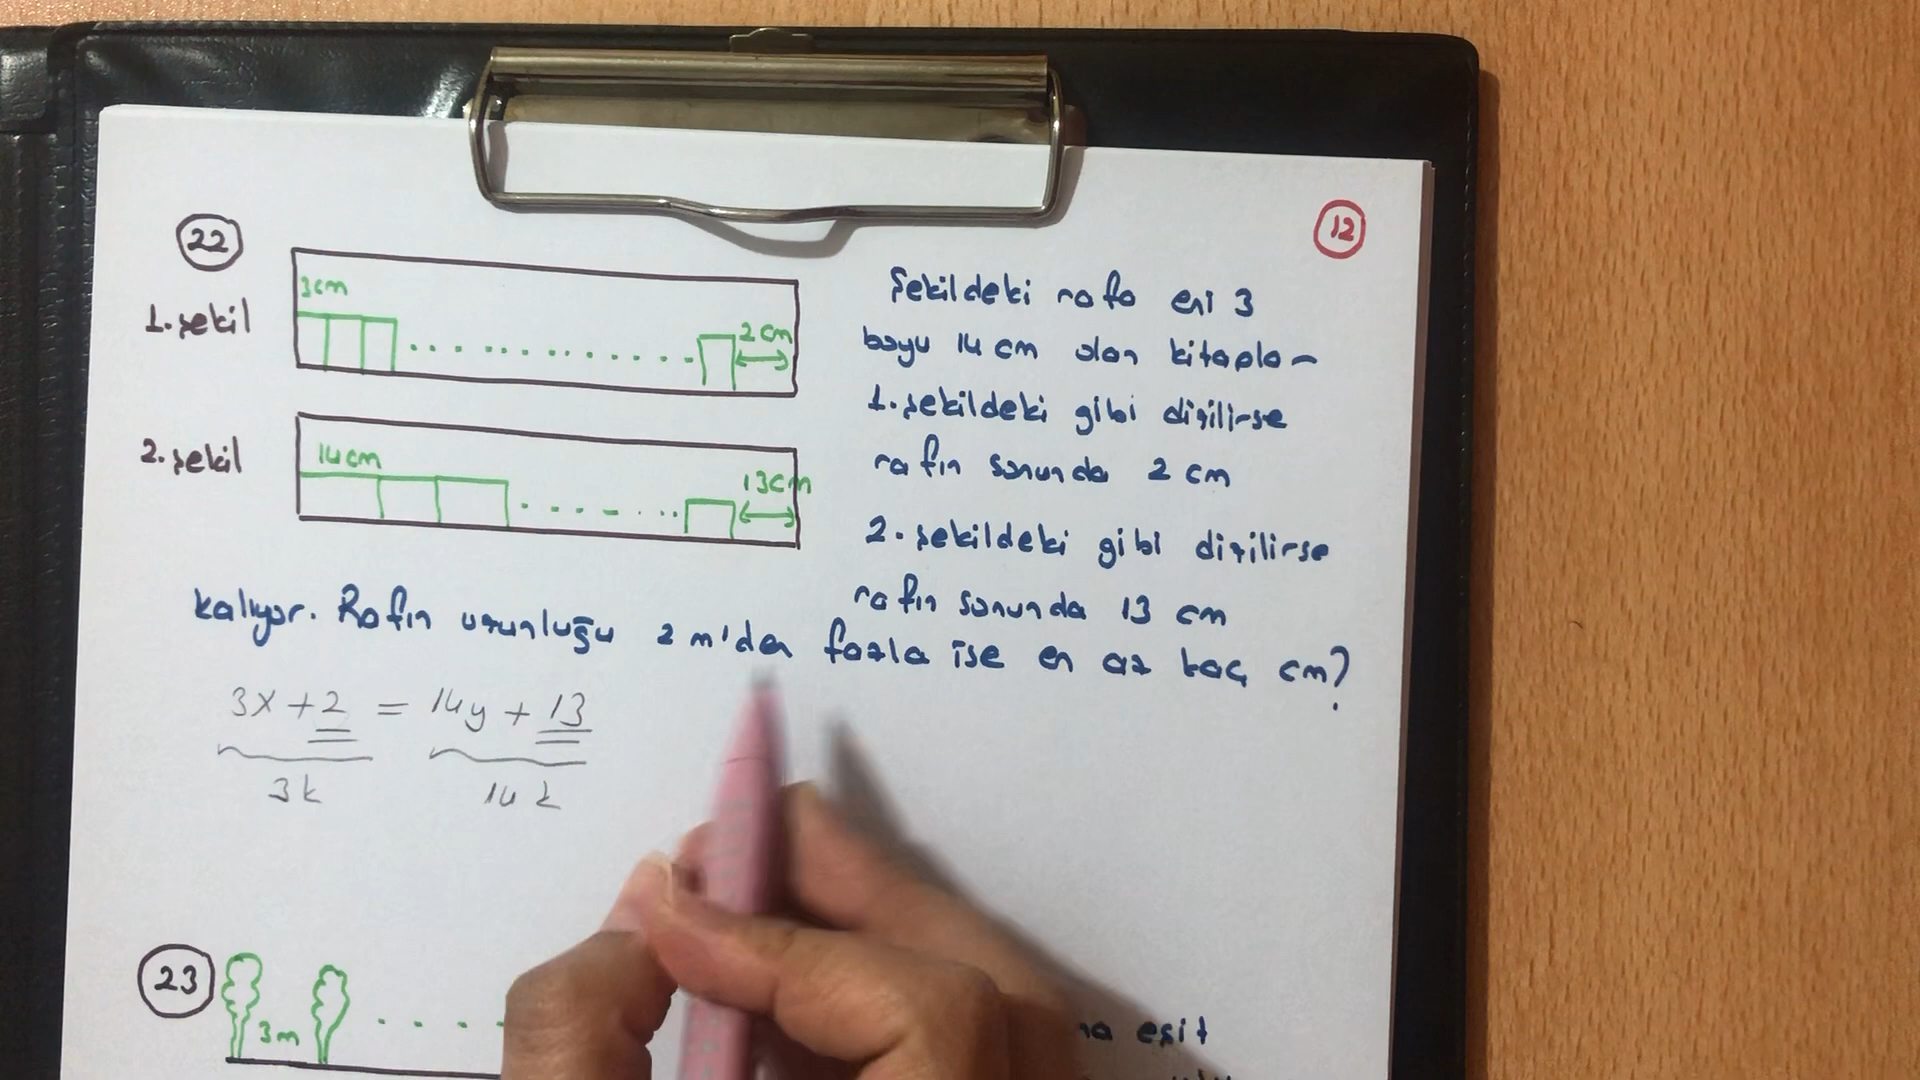 12
22
1. şekil
3cm
2 cm
2. şekil
14cm
13cm
Şekildeki rafa eni 3
boyu 14 cm olan kitaplar
1. şekildeki gibi dizilirse
rafın sonunda 2 cm
2. şekildeki gibi dizilirse
rafın sonunda 13 cm
kalıyor. Rafın uzunluğu 2 m'den fazla ise en az kaç cm?
3x + 2 = 14y + 13
3k 14k
23
3m
eşit